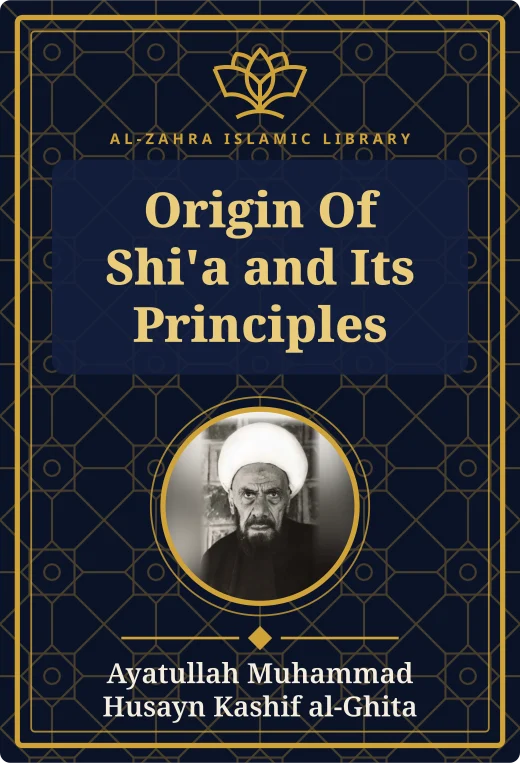 AL-ZAHRA ISLAMIC LIBRARY
Origin Of
Shi'a and Its
Principles
Ayatullah Muhammad
Husayn Kashif al-Ghita